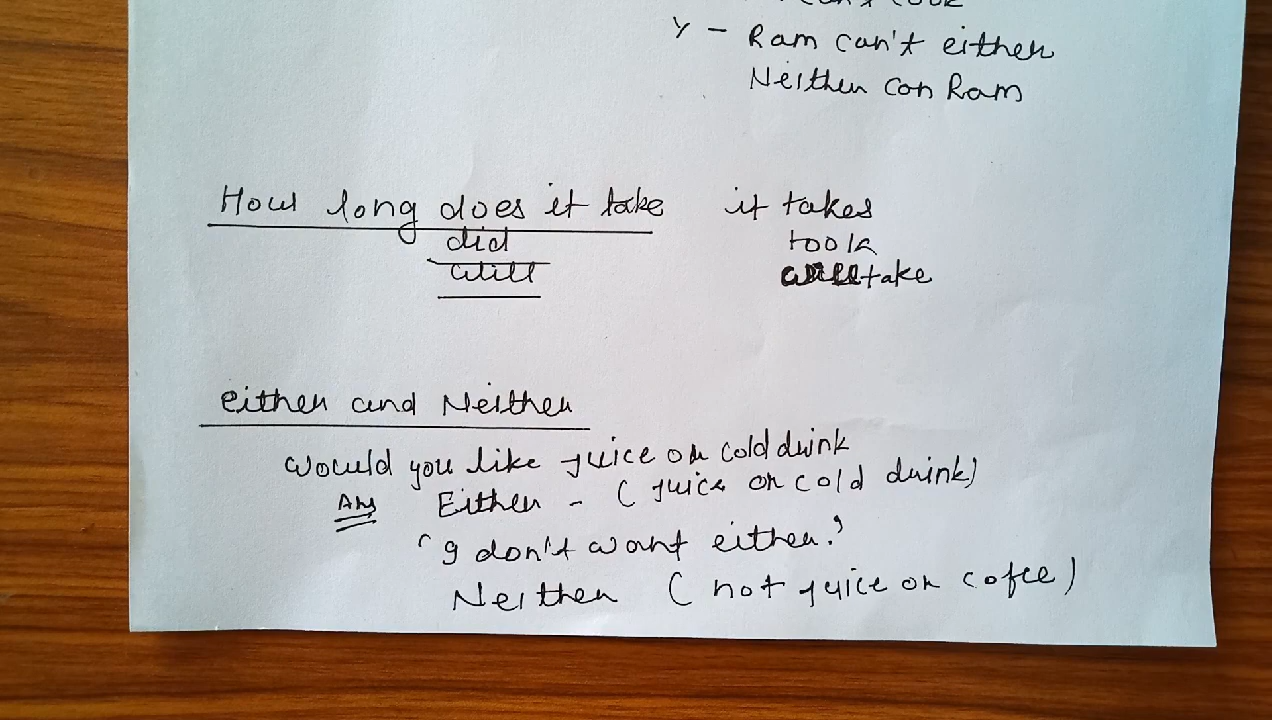 Y - Ram can't either
Neither can Ram
How long does it take it takes
did took
will will take
either and Neither
would you like juice or cold drink
Ans Either - (juice or cold drink)
'I don't want either.'
Neither (not juice or cofee)